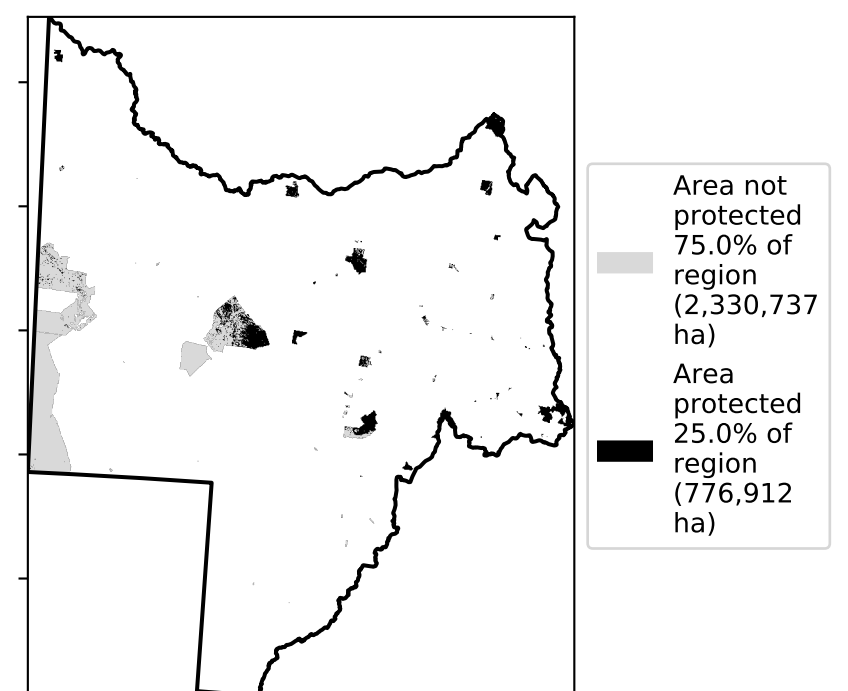 Area not
protected
75.0% of
region
(2,330,737
ha)
Area
protected
25.0% of
region
(776,912
ha)